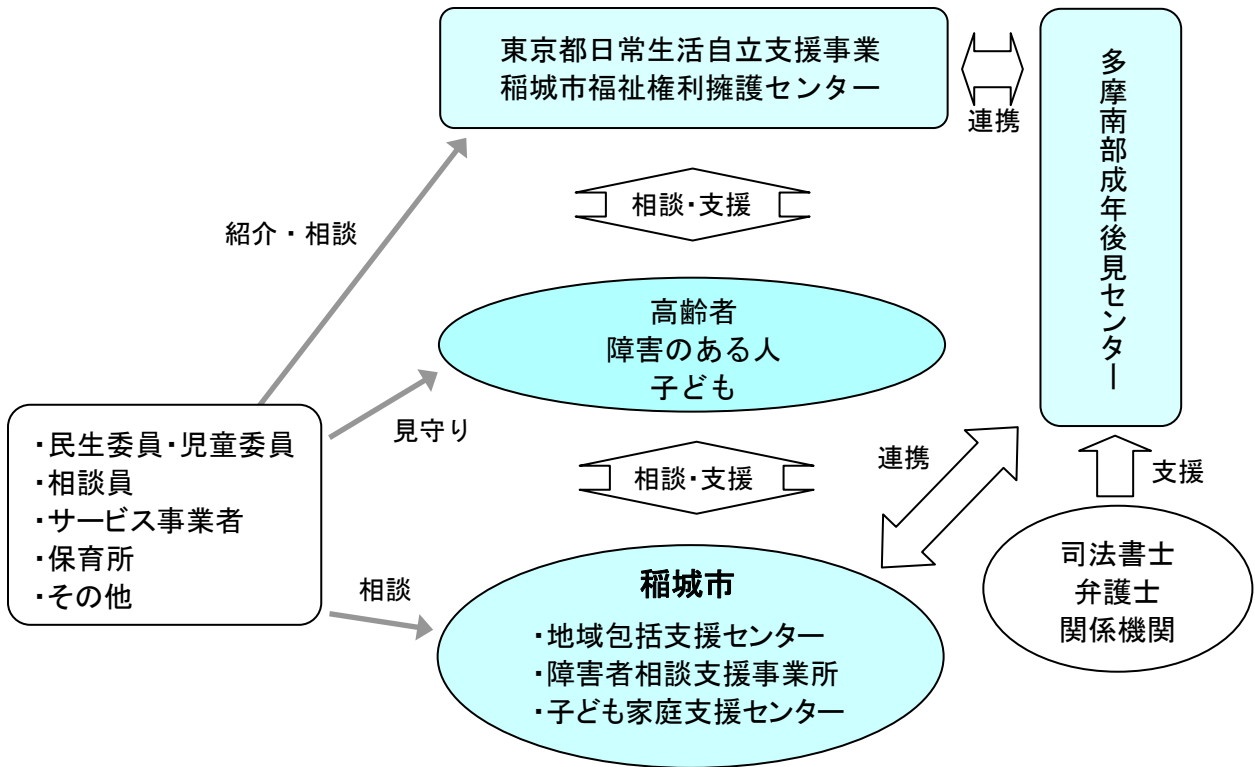 東京都日常生活自立支援事業
稲城市福祉権利擁護センター
連携
多摩南部成年後見センター
相談・支援
紹介・相談
高齢者
障害のある人
子ども
見守り
・民生委員・児童委員
・相談員
・サービス事業者
・保育所
・その他
相談・支援
連携
支援
相談
稲城市
・地域包括支援センター
・障害者相談支援事業所
・子ども家庭支援センター
司法書士
弁護士
関係機関